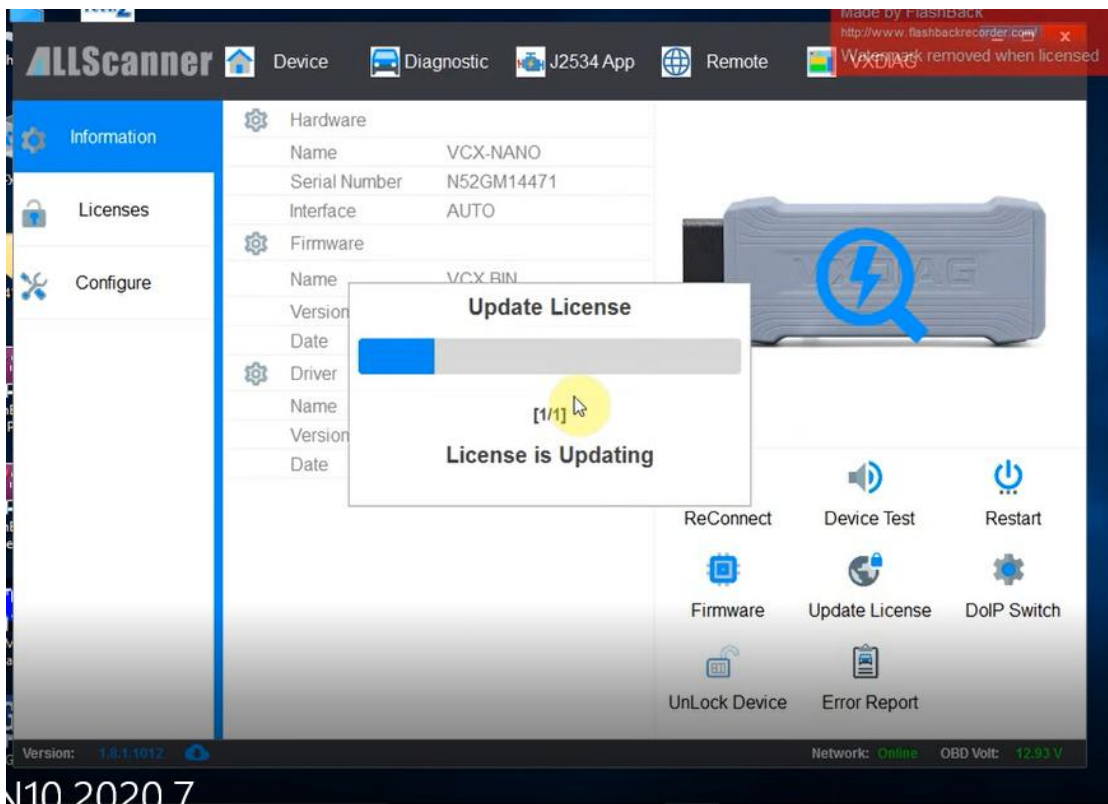 Made by FlashBack
http://www.flashbackrecorder.com/
Watermark removed when licensed
ALLScanner
Device
Diagnostic
J2534 App
Remote
VXDIAG
Information
Licenses
Configure
Hardware
Name VCX-NANO
Serial Number N52GM14471
Interface AUTO
Firmware
Name VCX.BIN
Version
Date
Driver
Name
Version
Date
VXDIAG
Update License
[1/1]
License is Updating
ReConnect
Device Test
Restart
Firmware
Update License
DoIP Switch
UnLock Device
Error Report
Version: 1.8.1.1012
Network: Online
OBD Volt: 12.93 V
N10 2020.7